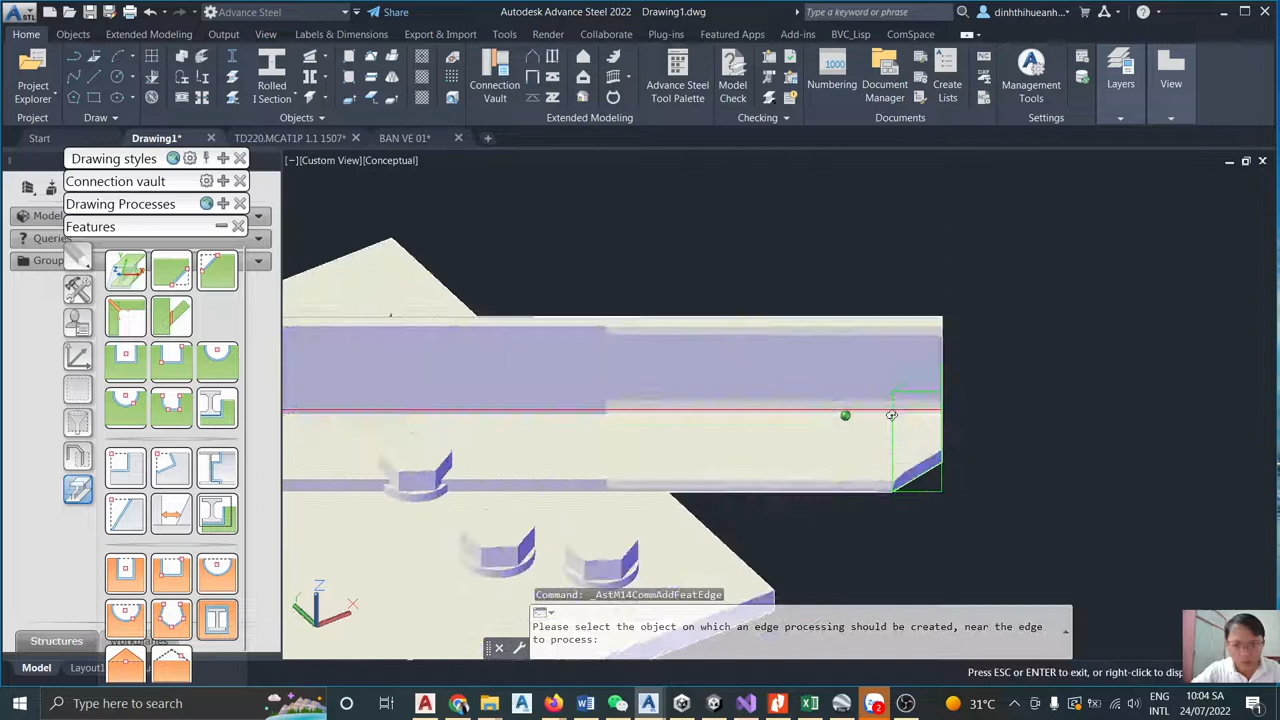 Advance Steel
Share
Autodesk Advance Steel 2022 Drawing1.dwg
Type a keyword or phrase
dinhthihueanh...
Home Objects Extended Modeling Output View Labels & Dimensions Export & Import Tools Render Collaborate Plug-ins Featured Apps Add-ins BVC_Lisp ComSpace
Project Explorer
Rolled I Section
Connection Vault
Advance Steel Tool Palette
Model Check
Numbering
Document Manager
Create Lists
Management Tools
Layers
View
Project Draw Objects Extended Modeling Checking Documents Settings
Start Drawing1* TD220.MCAT1P 1.1 1507* BAN VE 01*
[−][Custom View][Conceptual]
Drawing styles
Connection vault
Drawing Processes
Features
Model
Queries
Group
Z
X
Command: _AstM14CommAddFeatEdge
Please select the object on which an edge processing should be created, near the edge
to process:
Structures
Model Layout1
Press ESC or ENTER to exit, or right-click to disp
Type here to search
31°C
ENG
INTL
10:04 SA
24/07/2022